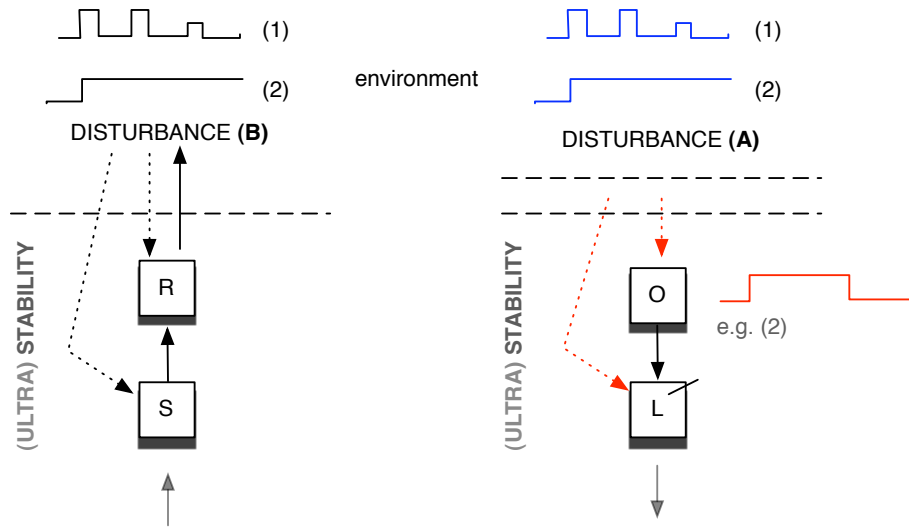 (1)
(1)
(2)
environment
(2)
DISTURBANCE (B)
DISTURBANCE (A)
(ULTRA) STABILITY
R
S
(ULTRA) STABILITY
O
e.g. (2)
L